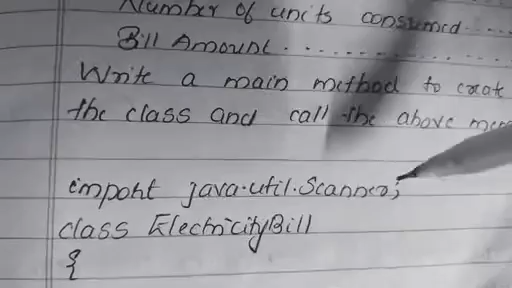 Number of units consumed.....
Bill Amount..............
Write a main method to create
the class and call the above
import java.util.Scanner;
class ElectricityBill
{